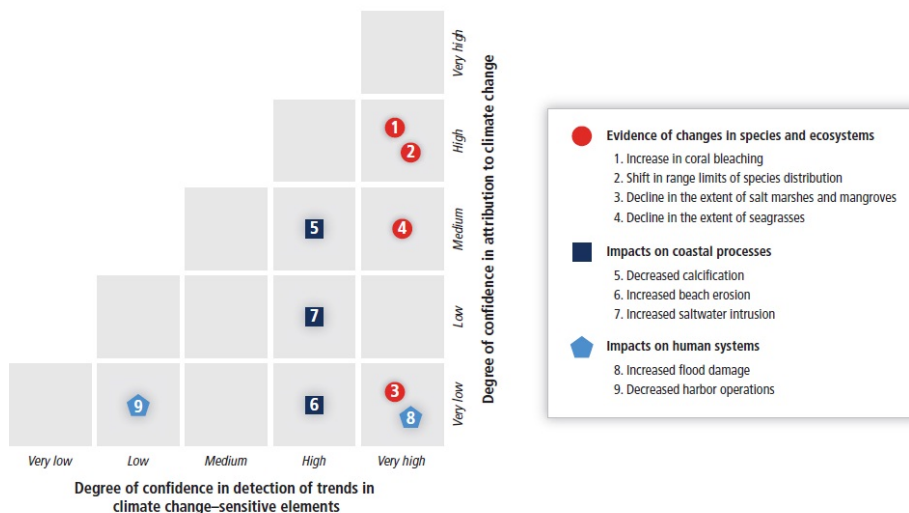 Very high
High
Medium
Low
Very low
Degree of confidence in attribution to climate change
1
2
5
4
7
3
9
6
8
Very low
Low
Medium
High
Very high
Degree of confidence in detection of trends in
climate change–sensitive elements
Evidence of changes in species and ecosystems
1. Increase in coral bleaching
2. Shift in range limits of species distribution
3. Decline in the extent of salt marshes and mangroves
4. Decline in the extent of seagrasses
Impacts on coastal processes
5. Decreased calcification
6. Increased beach erosion
7. Increased saltwater intrusion
Impacts on human systems
8. Increased flood damage
9. Decreased harbor operations